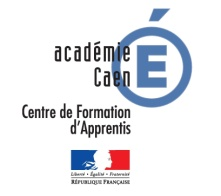 académie
Caen
É
Centre de Formation
d'Apprentis
Liberté • Égalité • Fraternité
RÉPUBLIQUE FRANÇAISE